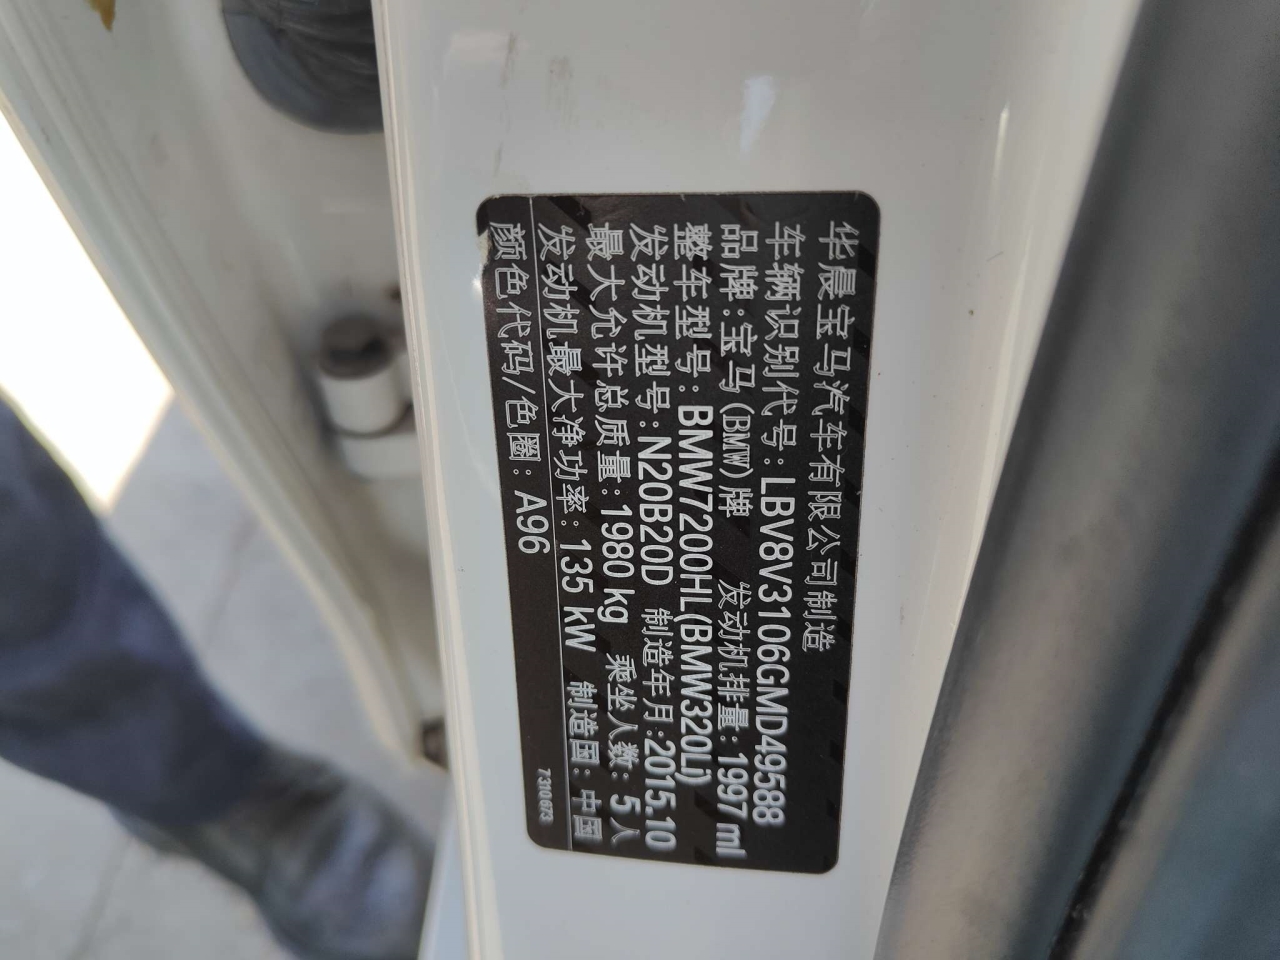 华晨宝马汽车有限公司制造
车辆识别代号：LBV8V3106GMD49588
品牌：宝马(BMW)牌 发动机排量：1997 ml
整车型号：BMW7200HL(BMW320Li)
发动机型号：N20B20D 制造年月：2015.10
最大允许总质量：1980 kg 乘坐人数：5人
发动机最大净功率：135 kW 制造国：中国
颜色代码/色圈：A96
7310673